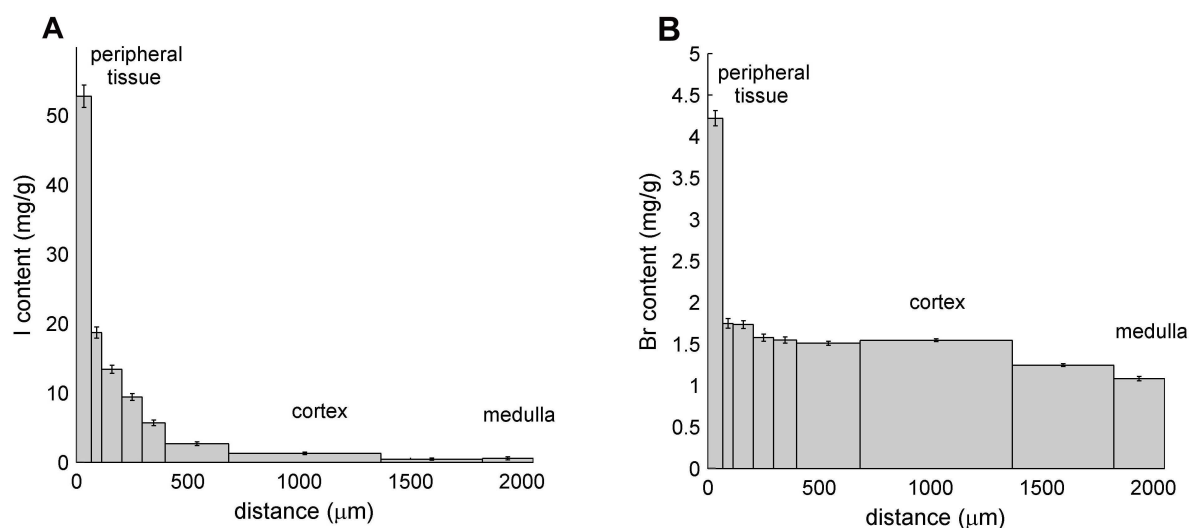 A
peripheral
tissue
I content (mg/g)
50
40
30
20
10
0
cortex
medulla
0
500
1000
1500
2000
distance (μm)
B
peripheral
tissue
Br content (mg/g)
5
4.5
4
3.5
3
2.5
2
1.5
1
0.5
0
cortex
medulla
0
500
1000
1500
2000
distance (μm)